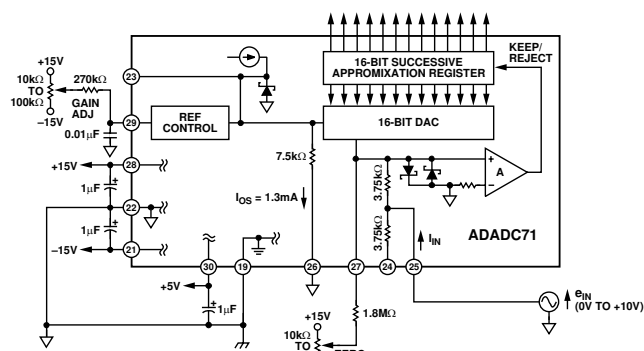 16-BIT SUCCESSIVE
APPROMIXATION REGISTER
KEEP/
REJECT
+15V
10kΩ
TO
100kΩ
–15V
270kΩ
GAIN
ADJ
0.01μF
23
29
REF
CONTROL
16-BIT DAC
7.5kΩ
IOS = 1.3mA
3.75kΩ
3.75kΩ
+
–
A
IIN
ADADC71
+15V
28
1μF
+
22
1μF
+
–15V
21
30
19
26
27
24
25
+5V
+
1μF
1.8MΩ
+15V
10kΩ
TO
eIN
(0V TO +10V)